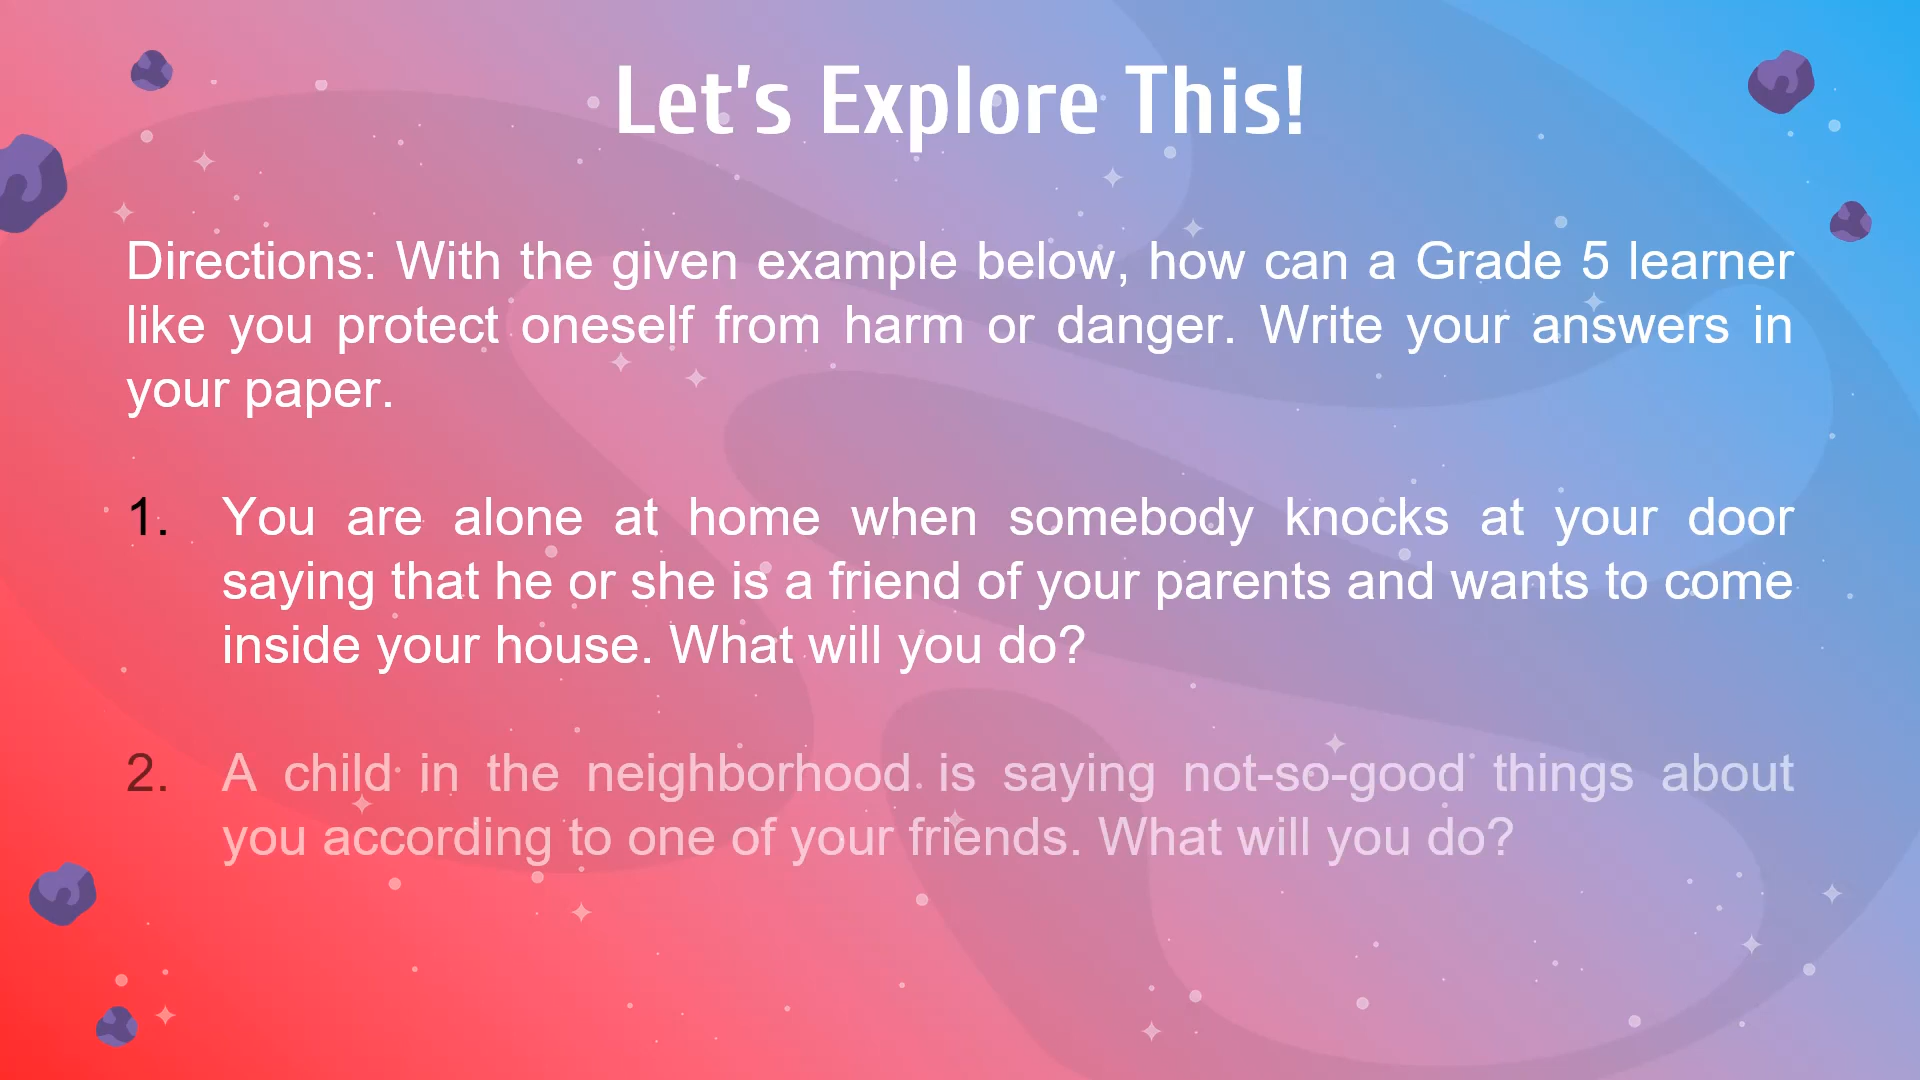 Let's Explore This!
Directions: With the given example below, how can a Grade 5 learner
like you protect oneself from harm or danger. Write your answers in
your paper.
1. You are alone at home when somebody knocks at your door
saying that he or she is a friend of your parents and wants to come
inside your house. What will you do?
2. A child in the neighborhood is saying not-so-good things about
you according to one of your friends. What will you do?